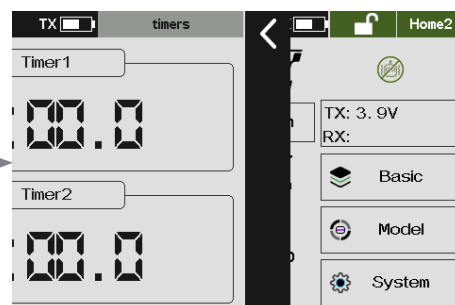 TX timers
Timer1
:00.0
Timer2
:00.0
Home2
TX: 3.9V
RX:
Basic
Model
System